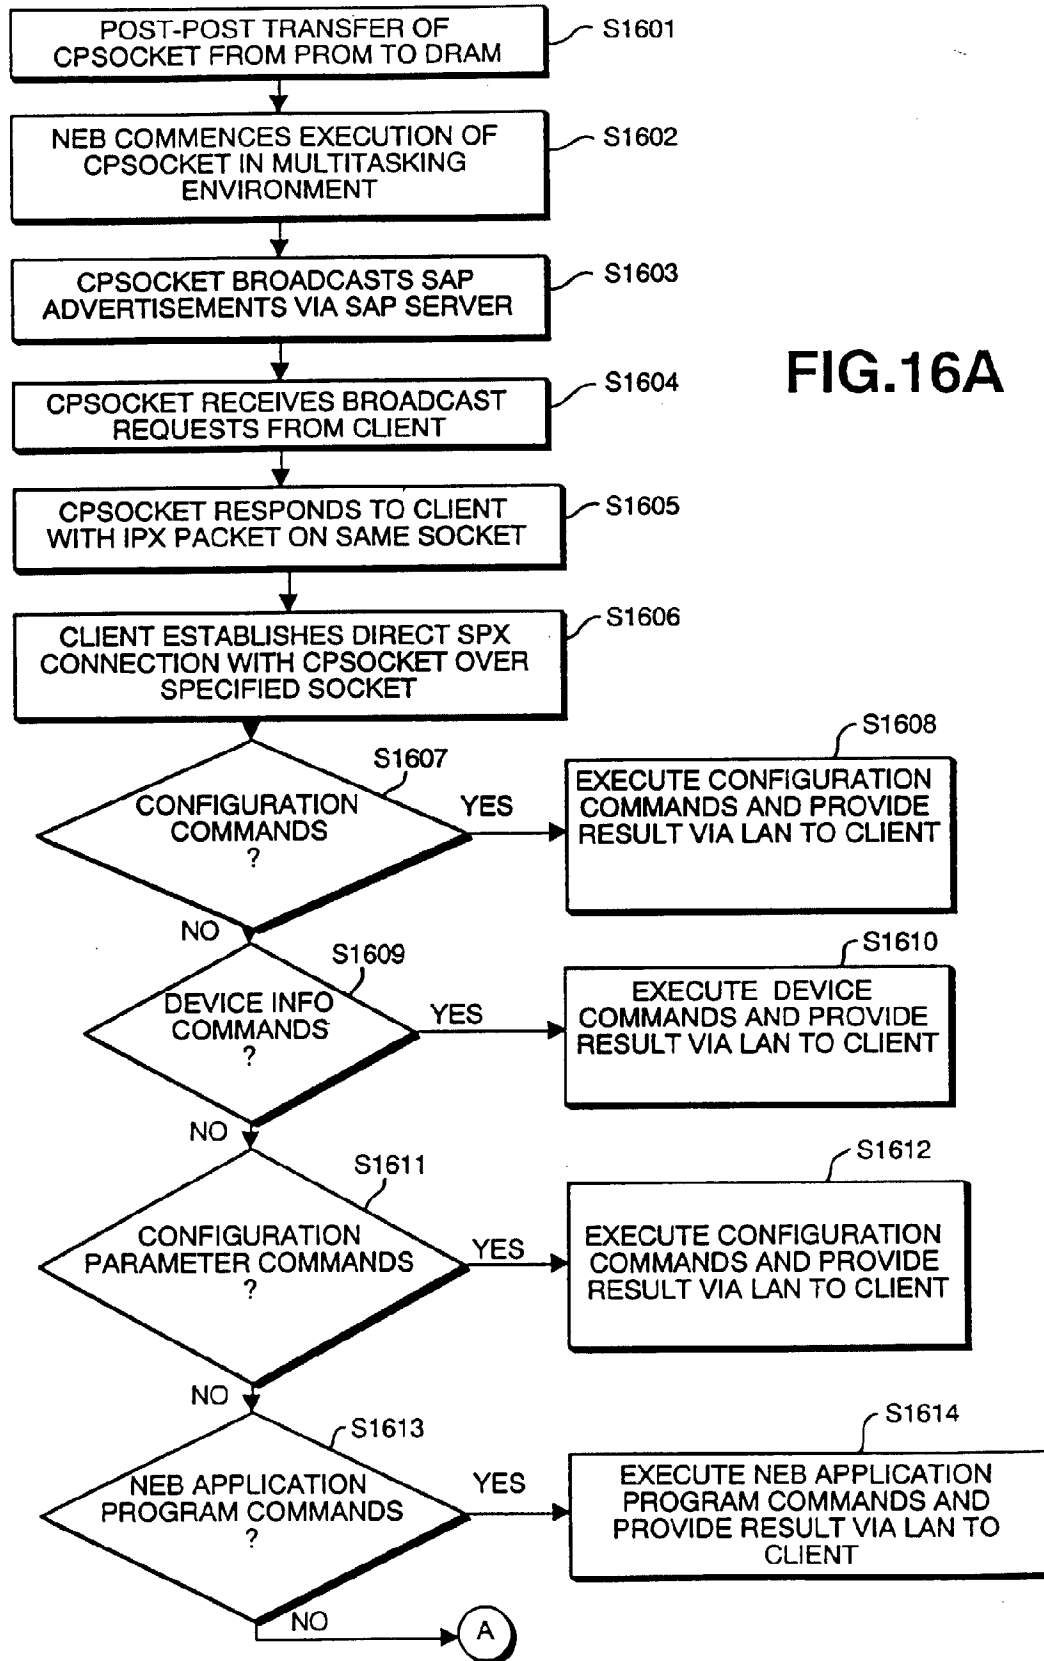 POST-POST TRANSFER OF
CPSOCKET FROM PROM TO DRAM
S1601
NEB COMMENCES EXECUTION OF
CPSOCKET IN MULTITASKING
ENVIRONMENT
S1602
CPSOCKET BROADCASTS SAP
ADVERTISEMENTS VIA SAP SERVER
S1603
FIG.16A
CPSOCKET RECEIVES BROADCAST
REQUESTS FROM CLIENT
S1604
CPSOCKET RESPONDS TO CLIENT
WITH IPX PACKET ON SAME SOCKET
S1605
CLIENT ESTABLISHES DIRECT SPX
CONNECTION WITH CPSOCKET OVER
SPECIFIED SOCKET
S1606
S1607
CONFIGURATION
COMMANDS
?
YES
S1608
EXECUTE CONFIGURATION
COMMANDS AND PROVIDE
RESULT VIA LAN TO CLIENT
NO
S1609
DEVICE INFO
COMMANDS
?
YES
S1610
EXECUTE DEVICE
COMMANDS AND PROVIDE
RESULT VIA LAN TO CLIENT
NO
S1611
CONFIGURATION
PARAMETER COMMANDS
?
YES
S1612
EXECUTE CONFIGURATION
COMMANDS AND PROVIDE
RESULT VIA LAN TO CLIENT
NO
S1613
NEB APPLICATION
PROGRAM COMMANDS
?
YES
S1614
EXECUTE NEB APPLICATION
PROGRAM COMMANDS AND
PROVIDE RESULT VIA LAN TO
CLIENT
NO
A